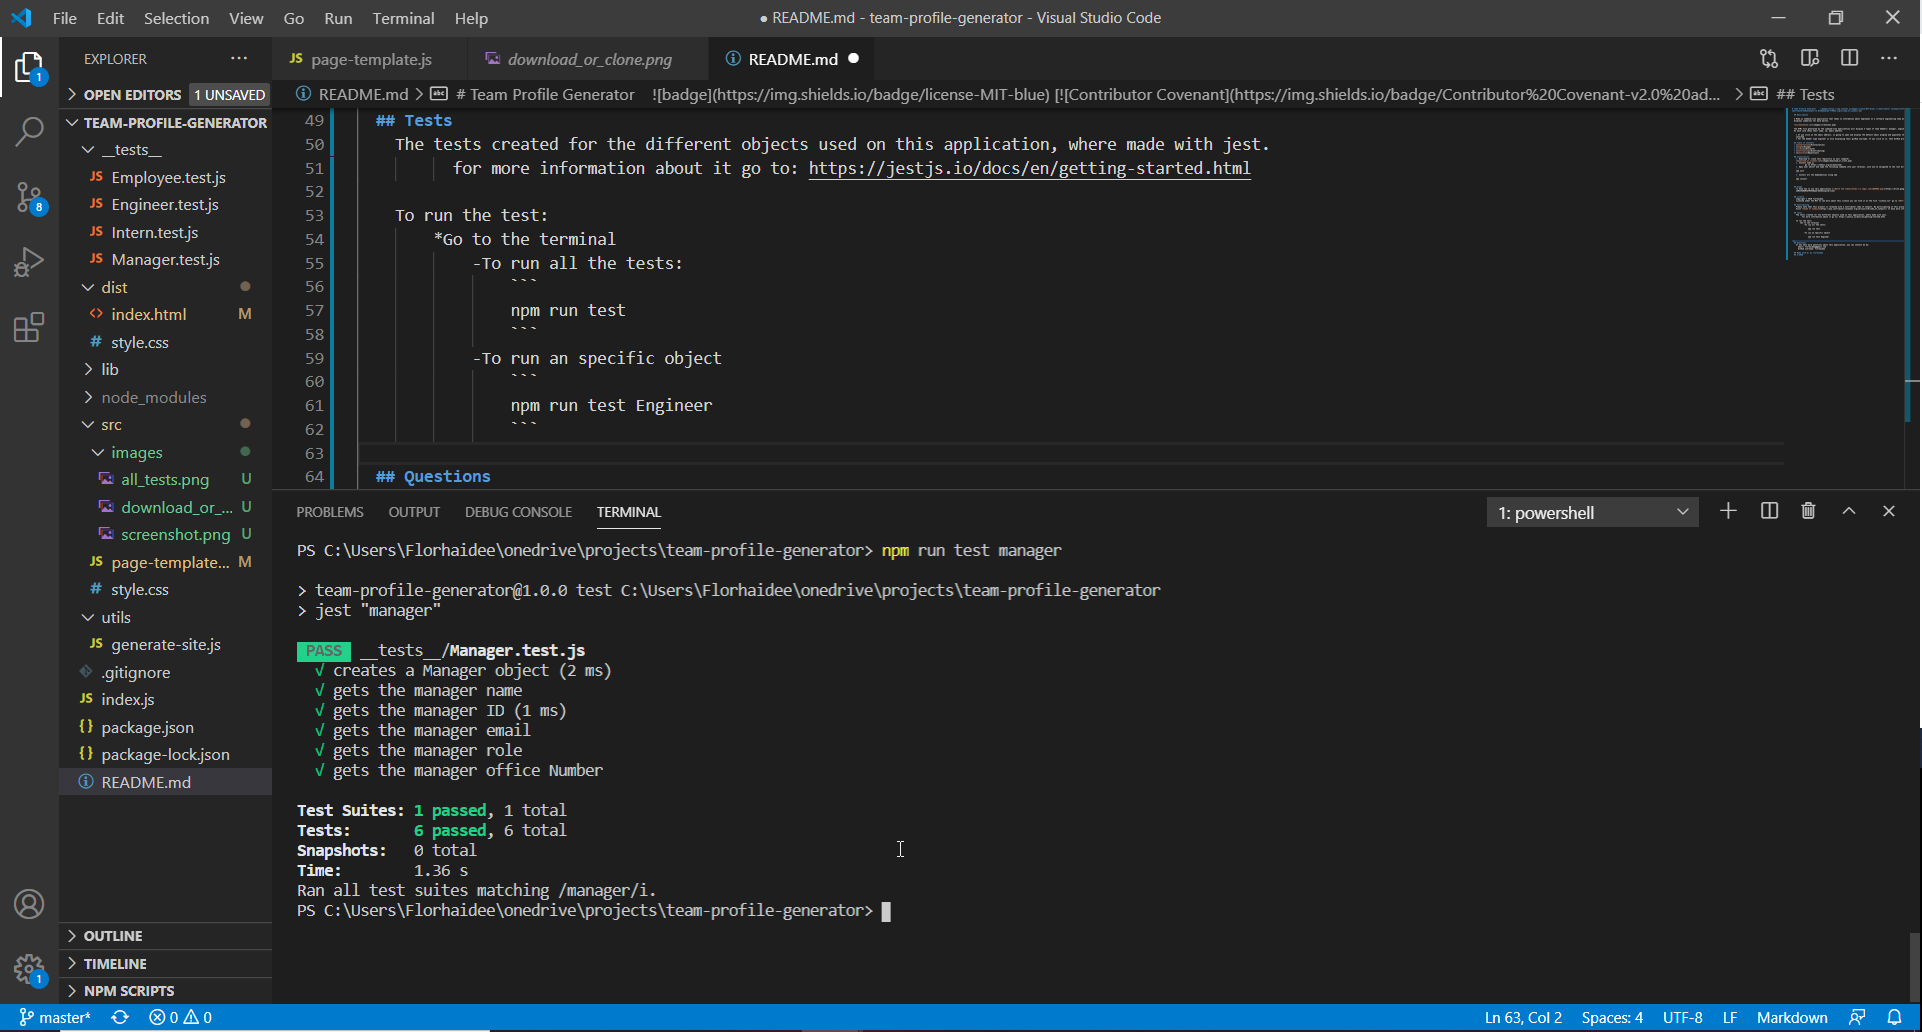 File Edit Selection View Go Run Terminal Help
● README.md - team-profile-generator - Visual Studio Code
EXPLORER
OPEN EDITORS 1 UNSAVED
TEAM-PROFILE-GENERATOR
__tests__
JS Employee.test.js
JS Engineer.test.js
JS Intern.test.js
JS Manager.test.js
dist
<> index.html M
# style.css
lib
node_modules
src
images
all_tests.png U
download_or_... U
screenshot.png U
JS page-template... M
# style.css
utils
JS generate-site.js
.gitignore
JS index.js
{} package.json
{} package-lock.json
README.md
OUTLINE
TIMELINE
NPM SCRIPTS
1
8
1
JS page-template.js
download_or_clone.png
README.md ●
README.md > # Team Profile Generator ![badge](https://img.shields.io/badge/license-MIT-blue) [![Contributor Covenant](https://img.shields.io/badge/Contributor%20Covenant-v2.0%20ad... > ## Tests
49 ## Tests
50 The tests created for the different objects used on this application, where made with jest.
51 for more information about it go to: https://jestjs.io/docs/en/getting-started.html
52
53 To run the test:
54 *Go to the terminal
55 -To run all the tests:
56 ```
57 npm run test
58 ```
59 -To run an specific object
60 ```
61 npm run test Engineer
62 ```
63
64 ## Questions
PROBLEMS OUTPUT DEBUG CONSOLE TERMINAL
1: powershell
PS C:\Users\Florhaidee\onedrive\projects\team-profile-generator> npm run test manager
> team-profile-generator@1.0.0 test C:\Users\Florhaidee\onedrive\projects\team-profile-generator
> jest "manager"
PASS __tests__/Manager.test.js
√ creates a Manager object (2 ms)
√ gets the manager name
√ gets the manager ID (1 ms)
√ gets the manager email
√ gets the manager role
√ gets the manager office Number
Test Suites: 1 passed, 1 total
Tests: 6 passed, 6 total
Snapshots: 0 total
Time: 1.36 s
Ran all test suites matching /manager/i.
PS C:\Users\Florhaidee\onedrive\projects\team-profile-generator>
master* 0 0
Ln 63, Col 2 Spaces: 4 UTF-8 LF Markdown